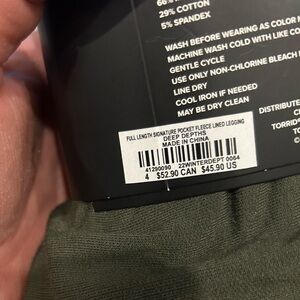 66%
29% COTTON
5% SPANDEX
WASH BEFORE WEARING AS COLOR
MACHINE WASH COLD WITH LIKE CO
GENTLE CYCLE
USE ONLY NON-CHLORINE BLEACH
LINE DRY
COOL IRON IF NEEDED
MAY BE DRY CLEAN
DISTRIBUTE
TORRID
FULL LENGTH SIGNATURE POCKET FLEECE LINED LEGGING
DEEP DEPTHS
MADE IN CHINA
41290090 22WINTERDEPT 0064
4 $52.90 CAN $45.90 US